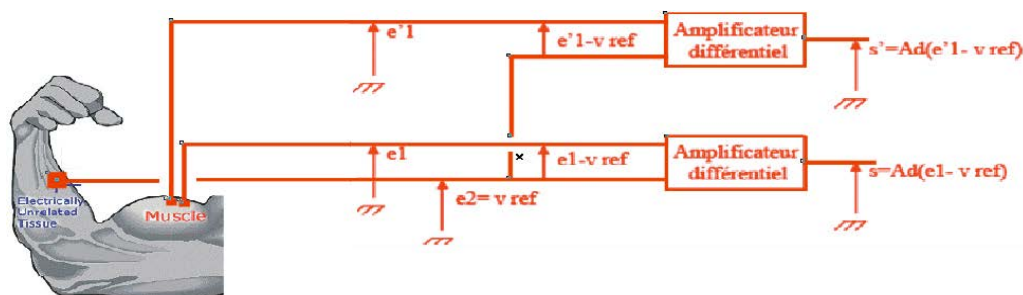 e'1
e'1-v ref
Amplificateur
différentiel
s'=Ad(e'1- v ref)
e1
e1-v ref
Amplificateur
différentiel
s=Ad(e1- v ref)
e2= v ref
Electrically
Unrelated
Tissue
Muscle